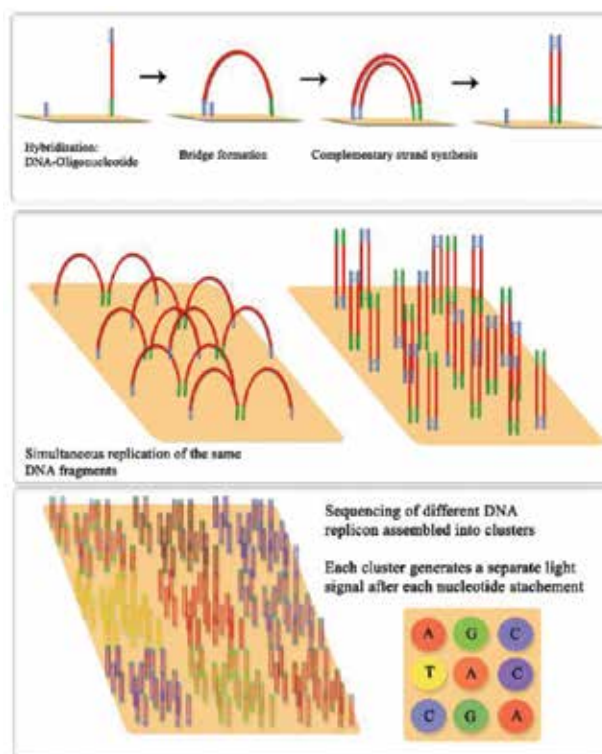 Hybridization:
DNA-Oligonucleotide
Bridge formation
Complementary strand synthesis
Simultaneous replication of the same
DNA fragments
Sequencing of different DNA
replicon assembled into clusters
Each cluster generates a separate light
signal after each nucleotide stachement
A G C
T A C
C G A